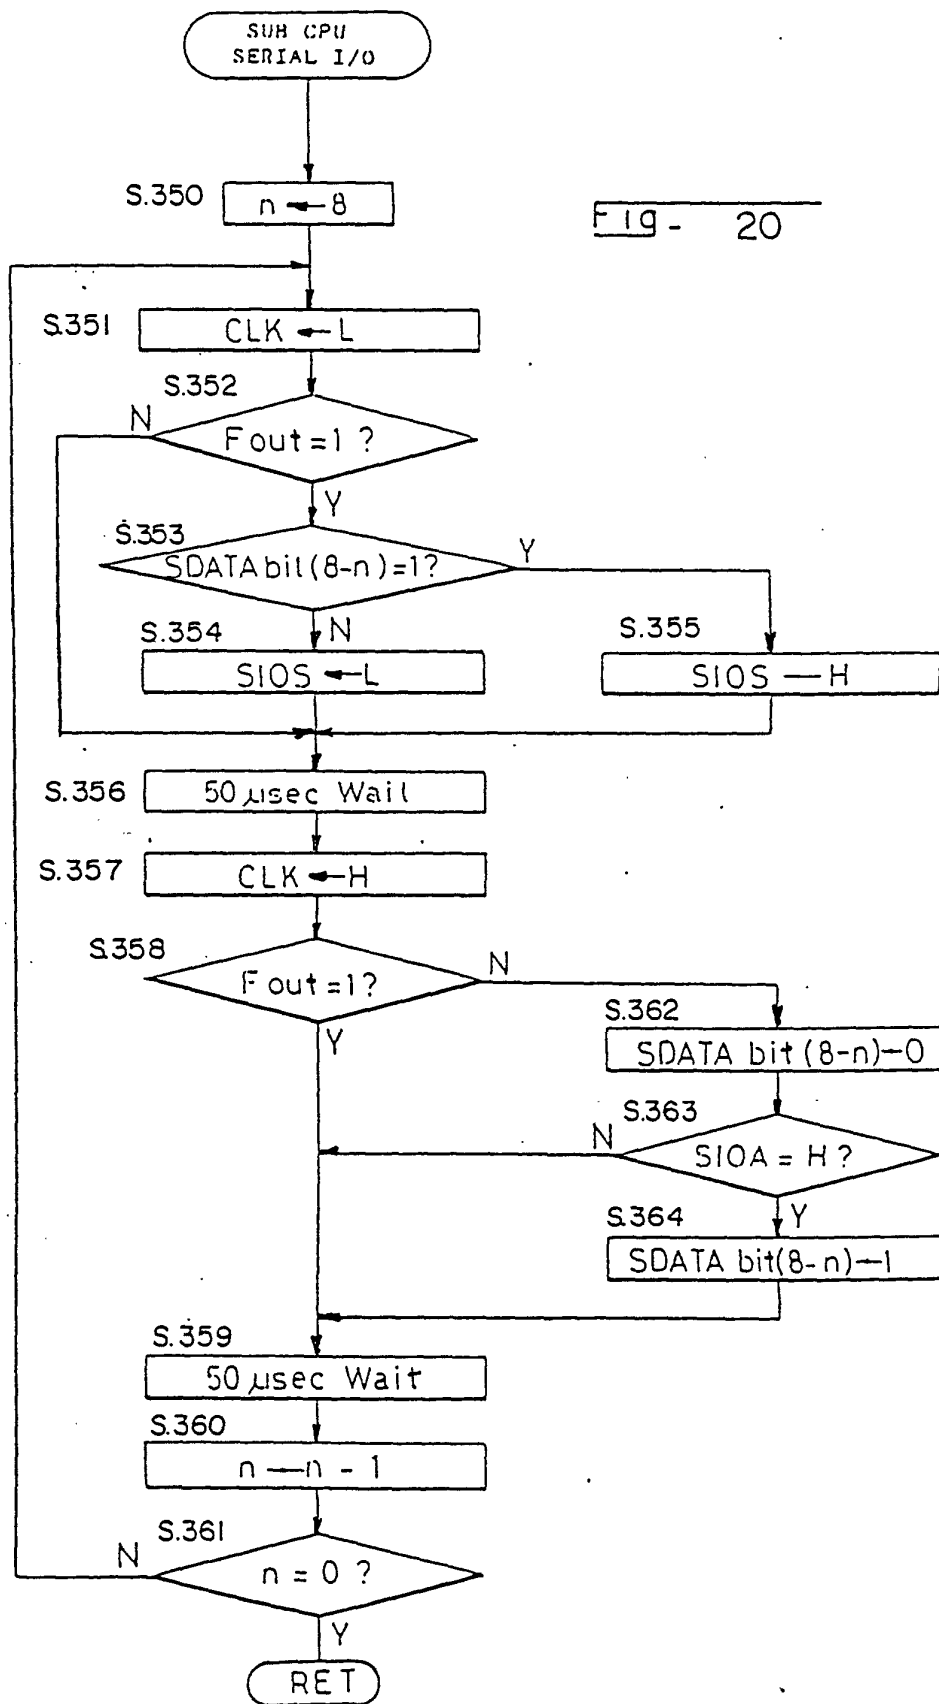 SUB CPU
SERIAL I/O
S.350
n ← 8
Fig - 20
S.351
CLK ← L
S.352
N
Fout = 1 ?
Y
S.353
SDATA bit (8-n) = 1?
Y
N
S.354
SIOS ← L
S.355
SIOS — H
S.356
50 μsec Wait
S.357
CLK ← H
S.358
Fout = 1?
N
Y
S.362
SDATA bit (8-n) — 0
S.363
N
SIOA = H ?
Y
S.364
SDATA bit(8-n) — 1
S.359
50 μsec Wait
S.360
n — n - 1
S.361
N
n = 0 ?
Y
RET